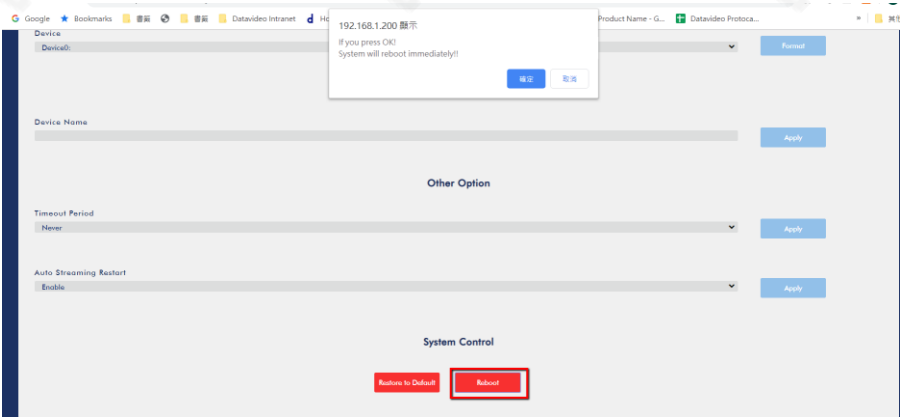 Google Bookmarks 書籤 書籤 Datavideo Intranet
Product Name - G... Datavideo Protoca... »
192.168.1.200 顯示
If you press OK!
System will reboot immediately!!
確定 取消
Device
Device0:
Format
Device Name
Apply
Other Option
Timeout Period
Never
Apply
Auto Streaming Restart
Enable
Apply
System Control
Restore to Default Reboot